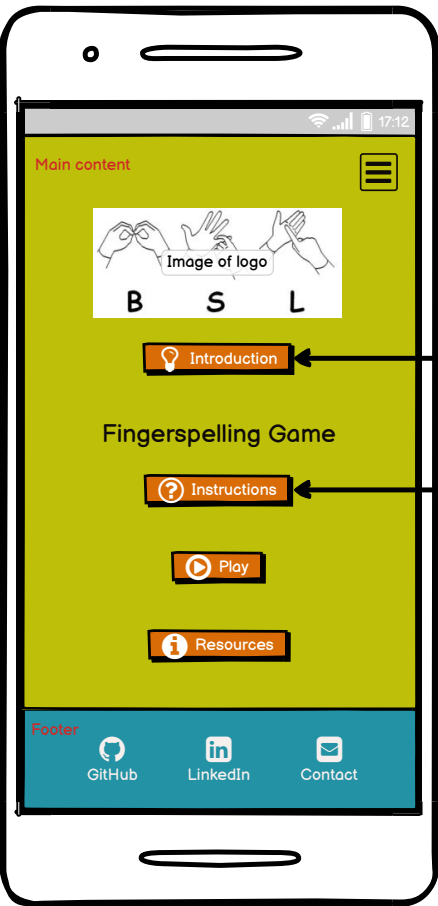 17:12
Main content
Image of logo
B S L
Introduction
Fingerspelling Game
Instructions
Play
Resources
Footer
GitHub LinkedIn Contact